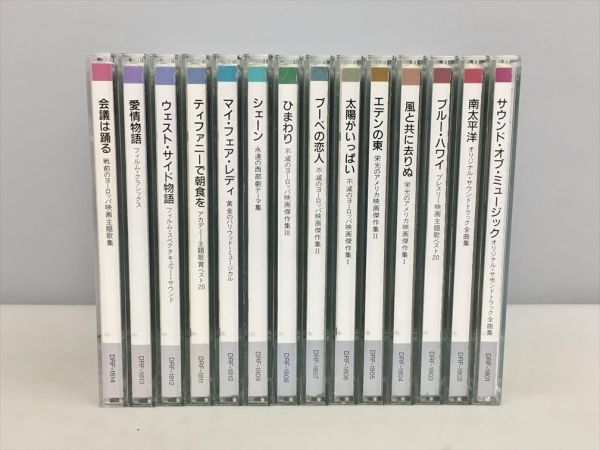 会議は踊る 戦前のヨーロッパ映画主題歌集 DRF-1814
愛情物語 フィルム・クラシックス DRF-1813
ウェスト・サイド物語 フィルム・スペクタキュラー・サウンド DRF-1812
ティファニーで朝食を アカデミー主題歌賞ベスト20 DRF-1811
マイ・フェア・レディ 黄金のハリウッド・ミュージカル DRF-1810
シェーン 永遠の西部劇テーマ集 DRF-1809
ひまわり 不滅のヨーロッパ映画傑作集III DRF-1808
ブーベの恋人 不滅のヨーロッパ映画傑作集II DRF-1807
太陽がいっぱい 不滅のヨーロッパ映画傑作集I DRF-1806
エデンの東 栄光のアメリカ映画傑作集II DRF-1805
風と共に去りぬ 栄光のアメリカ映画傑作集I DRF-1804
ブルー・ハワイ プレスリー映画主題歌ベスト20 DRF-1803
南太平洋 オリジナル・サウンドトラック全曲集 DRF-1802
サウンド・オブ・ミュージック オリジナル・サウンドトラック全曲集 DRF-1801